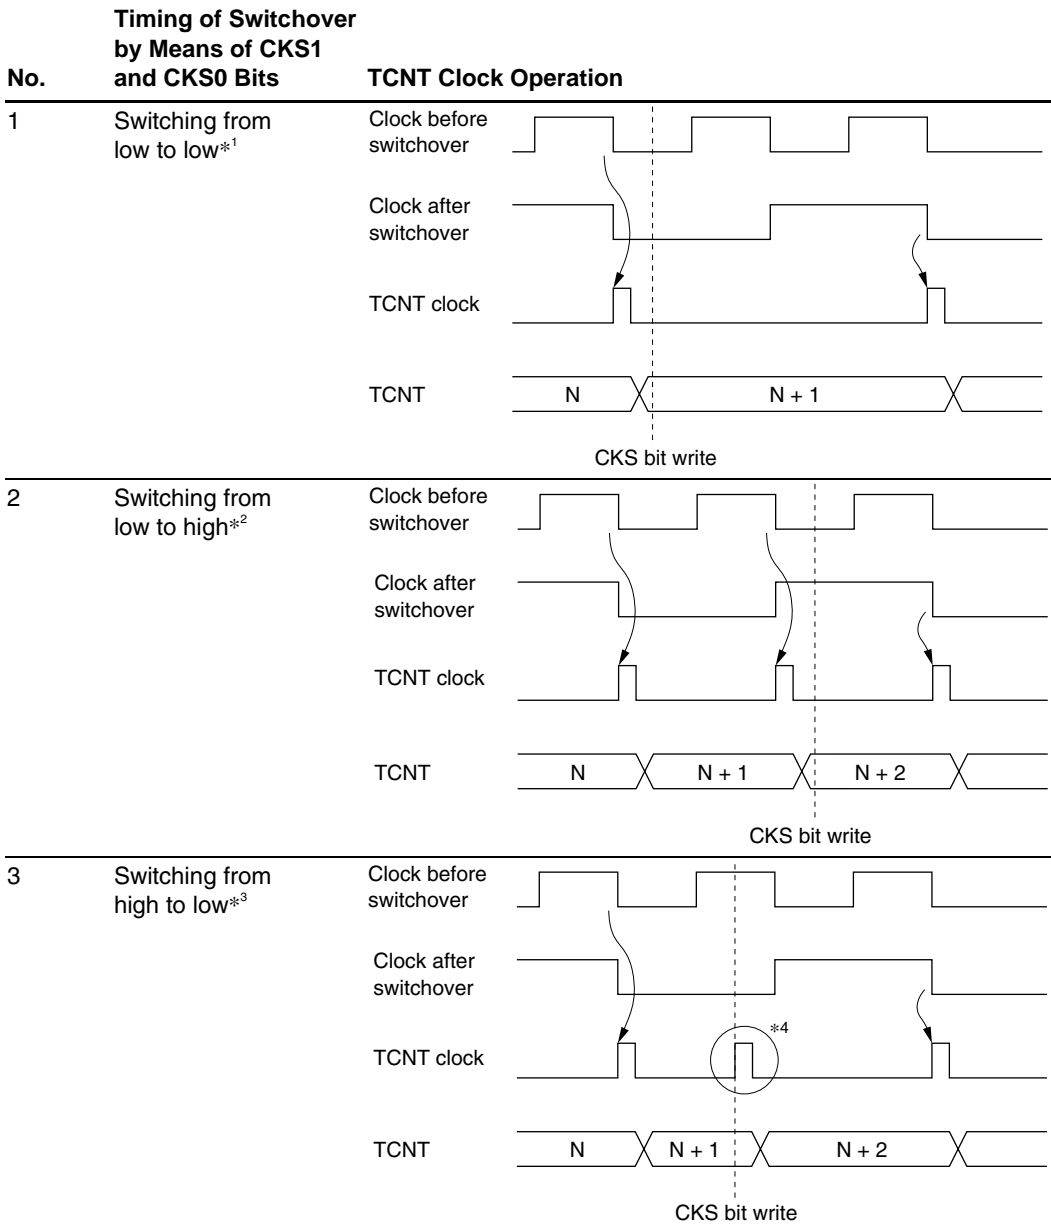 Timing of Switchover
by Means of CKS1
No. and CKS0 Bits TCNT Clock Operation
1 Switching from
low to low*1
Clock before
switchover
Clock after
switchover
TCNT clock
TCNT N N + 1
CKS bit write
2 Switching from
low to high*2
Clock before
switchover
Clock after
switchover
TCNT clock
TCNT N N + 1 N + 2
CKS bit write
3 Switching from
high to low*3
Clock before
switchover
Clock after
switchover
*4
TCNT clock
TCNT N N + 1 N + 2
CKS bit write